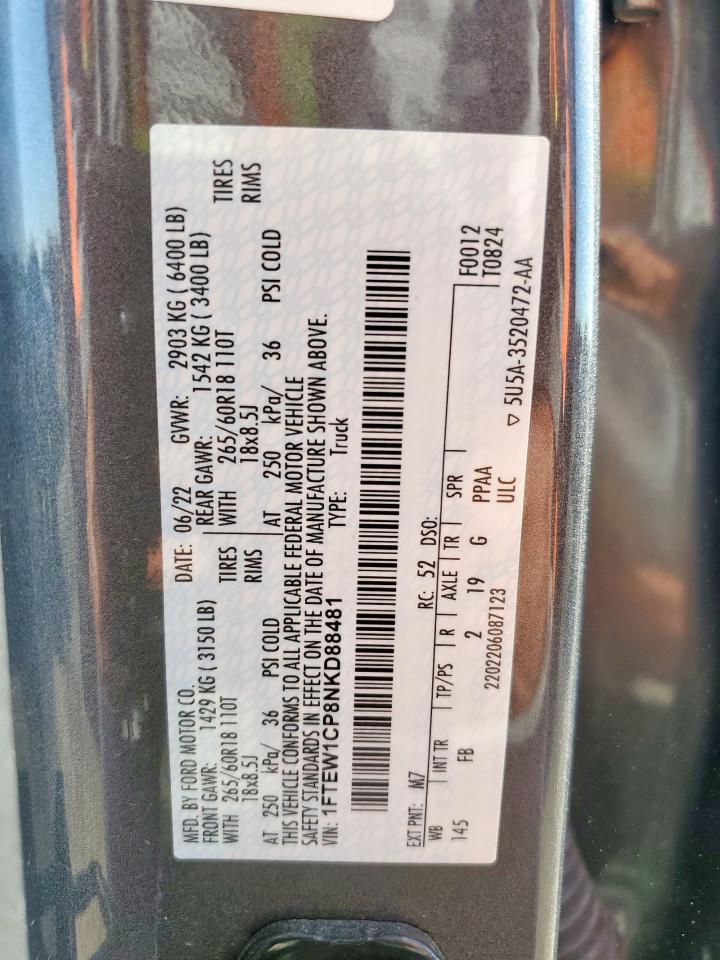 MFD. BY FORD MOTOR CO. DATE: 06/22 GVWR: 2903 KG ( 6400 LB)
FRONT GAWR: 1429 KG ( 3150 LB) REAR GAWR: 1542 KG ( 3400 LB)
WITH 265/60R18 110T TIRES WITH 265/60R18 110T TIRES
18x8.5J RIMS 18x8.5J RIMS
AT 250 kPa/ 36 PSI COLD AT 250 kPa/ 36 PSI COLD
THIS VEHICLE CONFORMS TO ALL APPLICABLE FEDERAL MOTOR VEHICLE
SAFETY STANDARDS IN EFFECT ON THE DATE OF MANUFACTURE SHOWN ABOVE.
VIN: 1FTEW1CP8NKD88481 TYPE: Truck
EXT PNT: M7 RC: 52 DSO:
WB INT TR TP/PS R AXLE TR SPR F0012
145 FB 2 19 G PPAA T0824
2202206087123 ULC ▽ 5U5A-3520472-AA